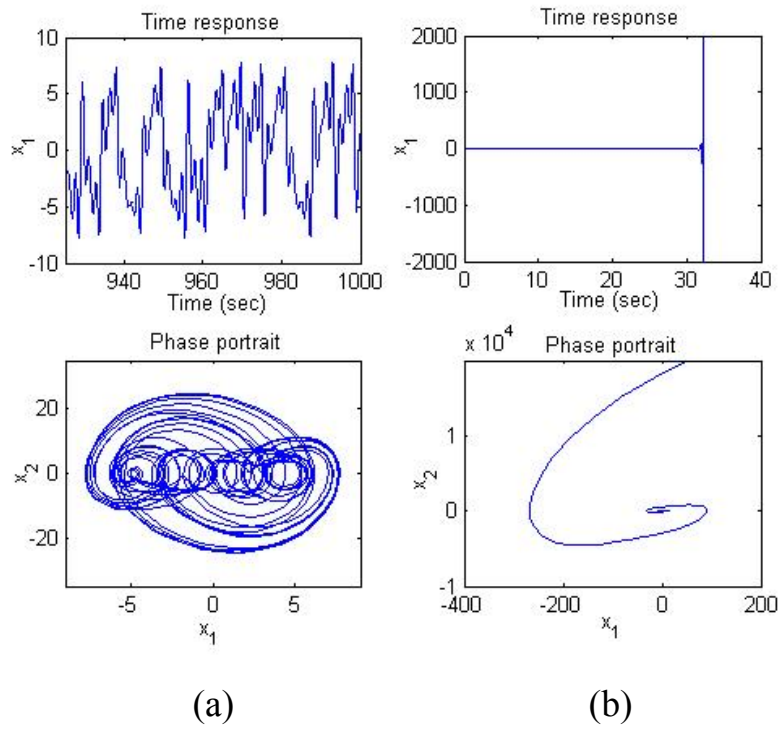 Time response
10
5
0
-5
-10
x1
940 960 980 1000
Time (sec)
Time response
2000
1000
0
-1000
-2000
x1
0 10 20 30 40
Time (sec)
Phase portrait
20
0
-20
x2
-5 0 5
x1
x 10^4
Phase portrait
1
0
-1
x2
-400 -200 0 200
x1
(a)
(b)